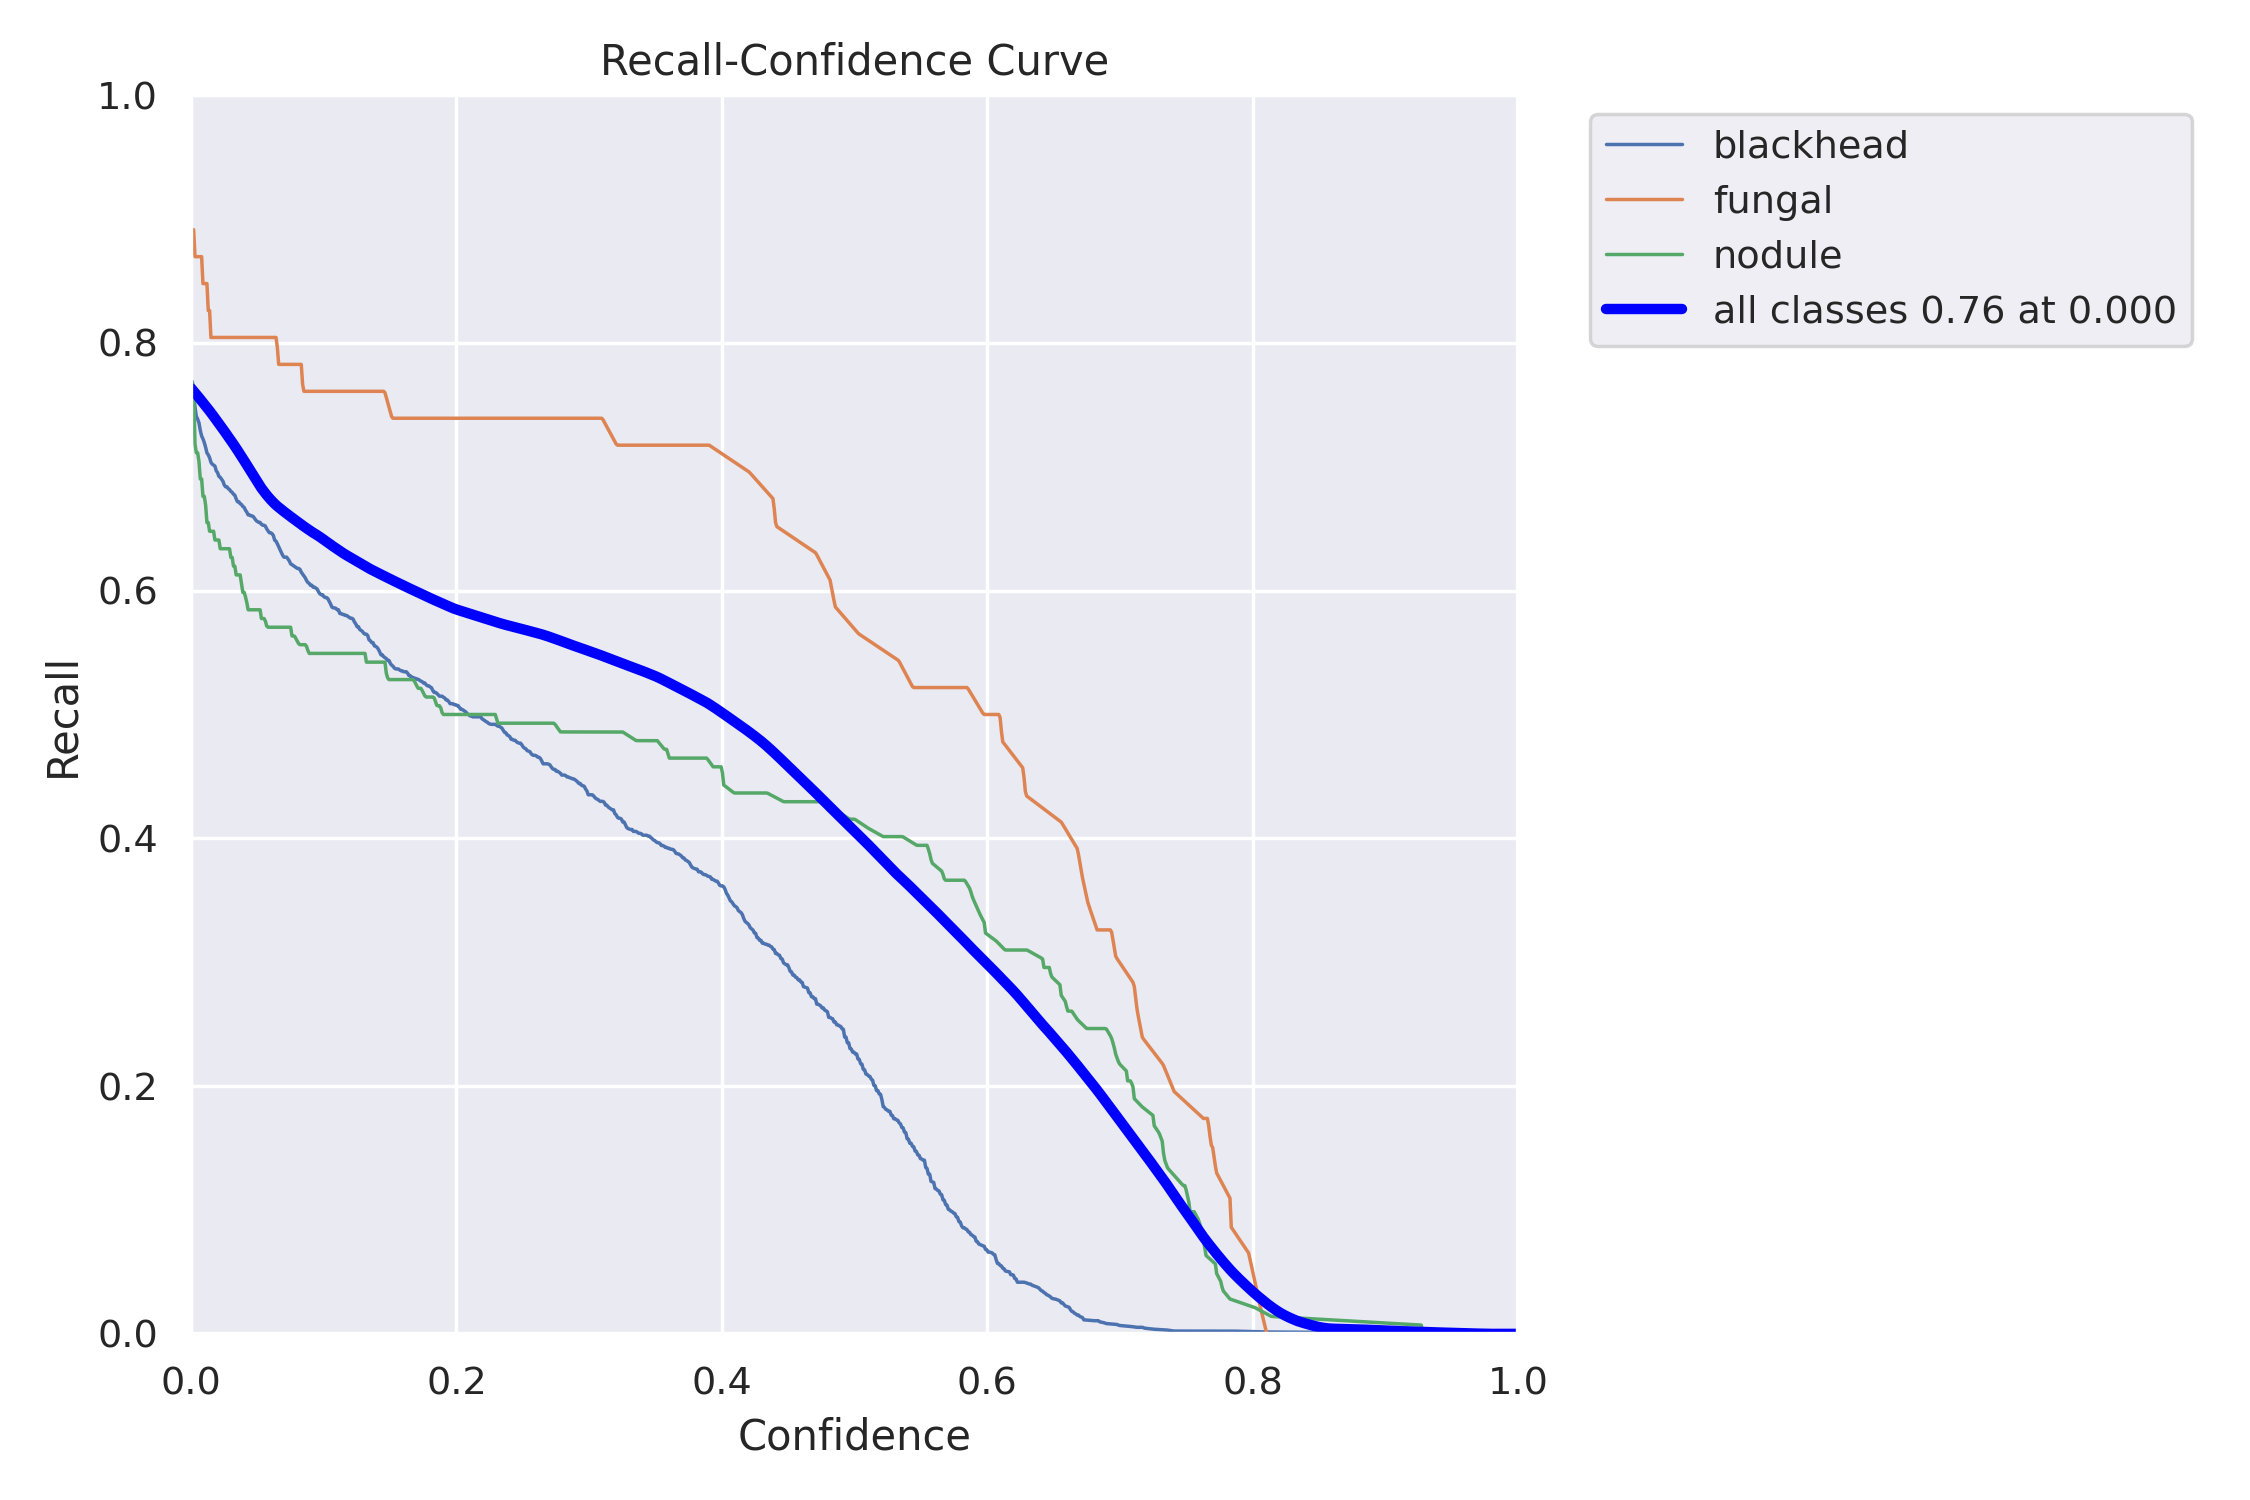 Recall-Confidence Curve
1.0
0.8
0.6
0.4
0.2
0.0
Recall
0.0 0.2 0.4 0.6 0.8 1.0
Confidence
blackhead
fungal
nodule
all classes 0.76 at 0.000